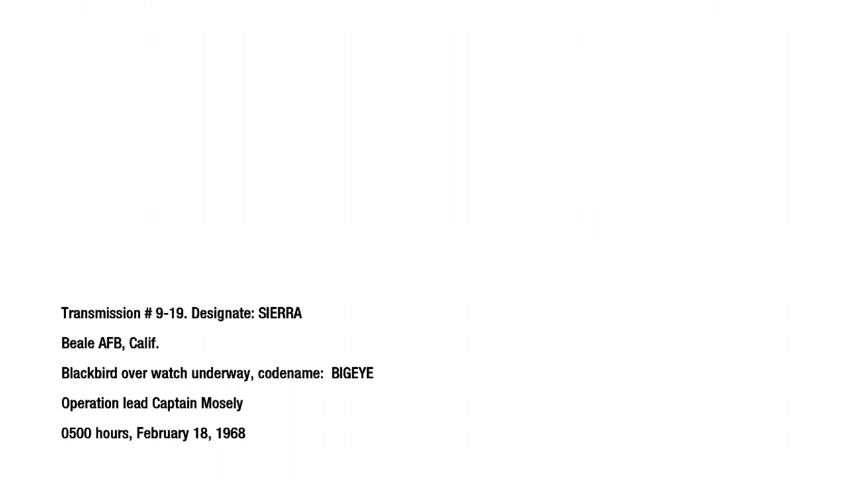 Transmission # 9-19. Designate: SIERRA
Beale AFB, Calif.
Blackbird over watch underway, codename:  BIGEYE
Operation lead Captain Mosely
0500 hours, February 18, 1968